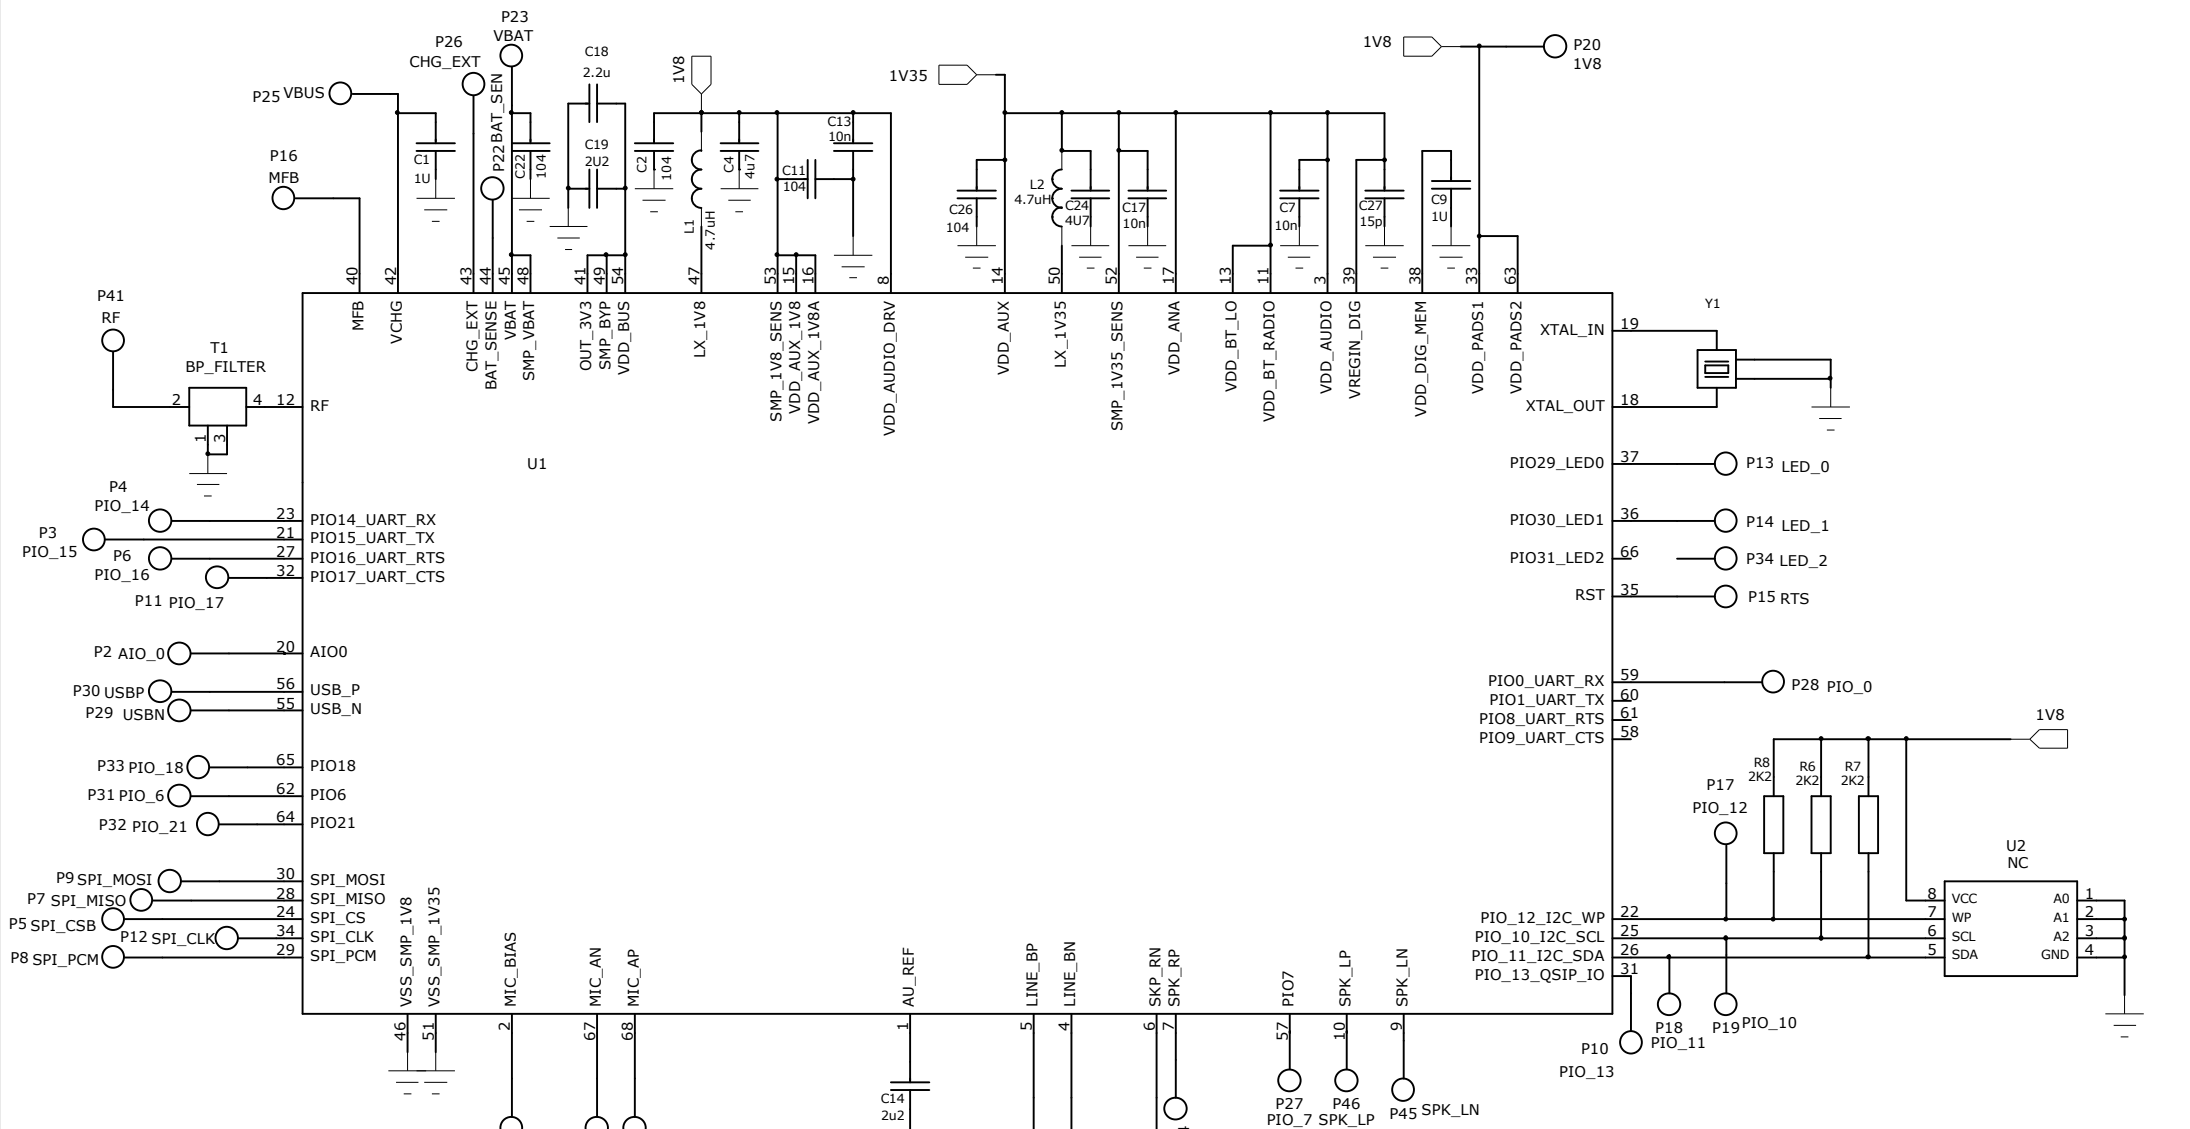 P23
VBAT
P26
CHG_EXT
P25 VBUS
P16
MFB
P22 BAT_SEN
C1
1U
C22
104
C18
2.2u
C19
2U2
C2
104
1V8
L1
4.7uH
C4
4u7
C11
104
C13
10n
1V35
C26
104
L2
4.7uH
C24
4U7
C17
10n
C7
10n
C27
15p
C9
1U
1V8
P20
1V8
40
42
43
44
45
48
41
49
54
47
53
15
16
8
14
50
52
17
13
11
3
39
38
33
63
MFB
VCHG
CHG_EXT
BAT_SENSE
VBAT
SMP_VBAT
OUT_3V3
SMP_BYP
VDD_BUS
LX_1V8
SMP_1V8_SENS
VDD_AUX_1V8
VDD_AUX_1V8A
VDD_AUDIO_DRV
VDD_AUX
LX_1V35
SMP_1V35_SENS
VDD_ANA
VDD_BT_LO
VDD_BT_RADIO
VDD_AUDIO
VREGIN_DIG
VDD_DIG_MEM
VDD_PADS1
VDD_PADS2
P41
RF
T1
BP_FILTER
2
4
1
3
12 RF
U1
P4
PIO_14
23 PIO14_UART_RX
P3
PIO_15
21 PIO15_UART_TX
P6
PIO_16
27 PIO16_UART_RTS
P11 PIO_17
32 PIO17_UART_CTS
P2 AIO_0
20 AIO0
P30 USBP
56 USB_P
P29 USBN
55 USB_N
P33 PIO_18
65 PIO18
P31 PIO_6
62 PIO6
P32 PIO_21
64 PIO21
P9 SPI_MOSI
30 SPI_MOSI
P7 SPI_MISO
28 SPI_MISO
P5 SPI_CSB
24 SPI_CS
P12 SPI_CLK
34 SPI_CLK
P8 SPI_PCM
29 SPI_PCM
XTAL_IN 19
Y1
XTAL_OUT 18
PIO29_LED0 37
P13 LED_0
PIO30_LED1 36
P14 LED_1
PIO31_LED2 66
P34 LED_2
RST 35
P15 RTS
PIO0_UART_RX 59
P28 PIO_0
PIO1_UART_TX 60
PIO8_UART_RTS 61
PIO9_UART_CTS 58
1V8
R8
2K2
R6
2K2
R7
2K2
P17
PIO_12
U2
NC
PIO_12_I2C_WP 22
PIO_10_I2C_SCL 25
PIO_11_I2C_SDA 26
PIO_13_QSIP_IO 31
8 VCC A0 1
7 WP A1 2
6 SCL A2 3
5 SDA GND 4
P18
PIO_11
P19 PIO_10
P10
PIO_13
VSS_SMP_1V8
VSS_SMP_1V35
MIC_BIAS
MIC_AN
MIC_AP
AU_REF
LINE_BP
LINE_BN
SKP_RN
SPK_RP
PIO7
SPK_LP
SPK_LN
46
51
2
67
68
1
5
4
6
7
57
10
9
C14
2u2
P27
PIO_7
P46
SPK_LP
P45 SPK_LN